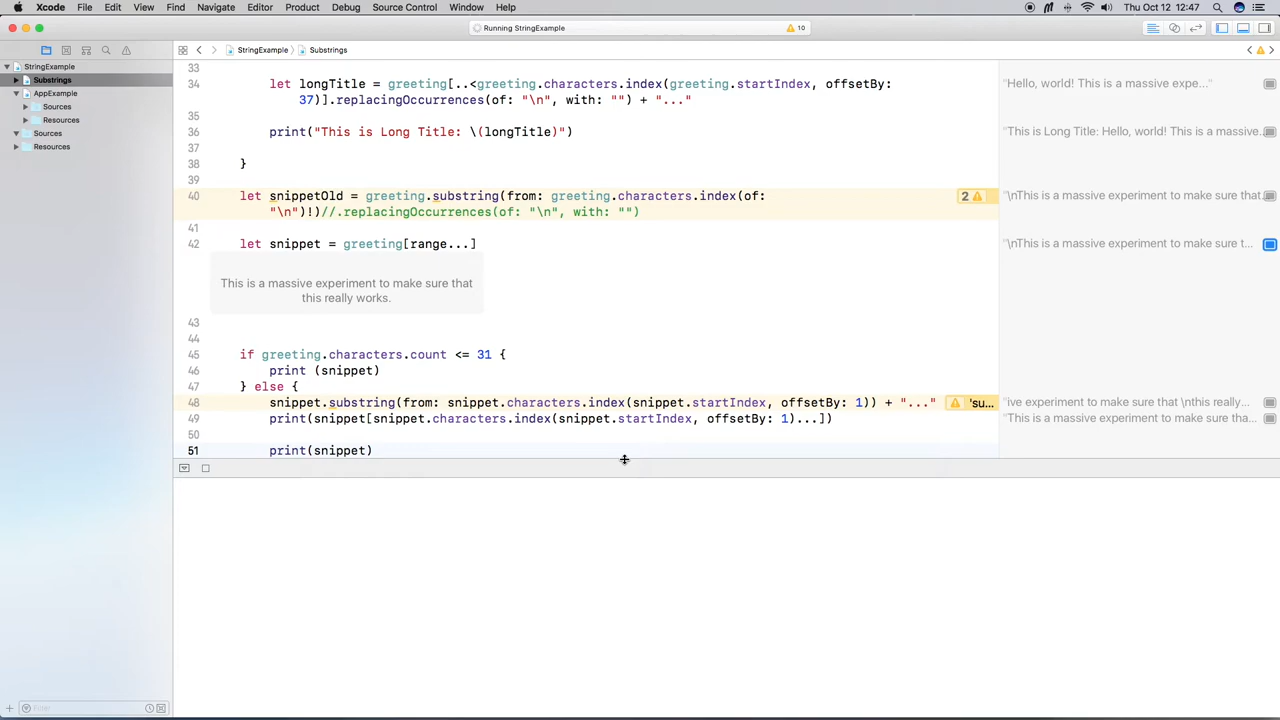 Xcode File Edit View Find Navigate Editor Product Debug Source Control Window Help Thu Oct 12 12:47
Running StringExample 10
StringExample Substrings
StringExample
Substrings
AppExample
Sources
Resources
Sources
Resources
Filter
33
34 let longTitle = greeting[..<greeting.characters.index(greeting.startIndex, offsetBy: "Hello, world! This is a massive expe..."
37)].replacingOccurrences(of: "\n", with: "") + "..."
35
36 print("This is Long Title: \(longTitle)") "This is Long Title: Hello, world! This is a massive...
37
38 }
39
40 let snippetOld = greeting.substring(from: greeting.characters.index(of: 2 "\nThis is a massive experiment to make sure that...
"\n")!)//.replacingOccurrences(of: "\n", with: "")
41
42 let snippet = greeting[range...] "\nThis is a massive experiment to make sure t...
This is a massive experiment to make sure that
this really works.
43
44
45 if greeting.characters.count <= 31 {
46 print (snippet)
47 } else {
48 snippet.substring(from: snippet.characters.index(snippet.startIndex, offsetBy: 1)) + "..." 'su... "ive experiment to make sure that \nthis really...
49 print(snippet[snippet.characters.index(snippet.startIndex, offsetBy: 1)...]) "This is a massive experiment to make sure tha...
50
51 print(snippet)